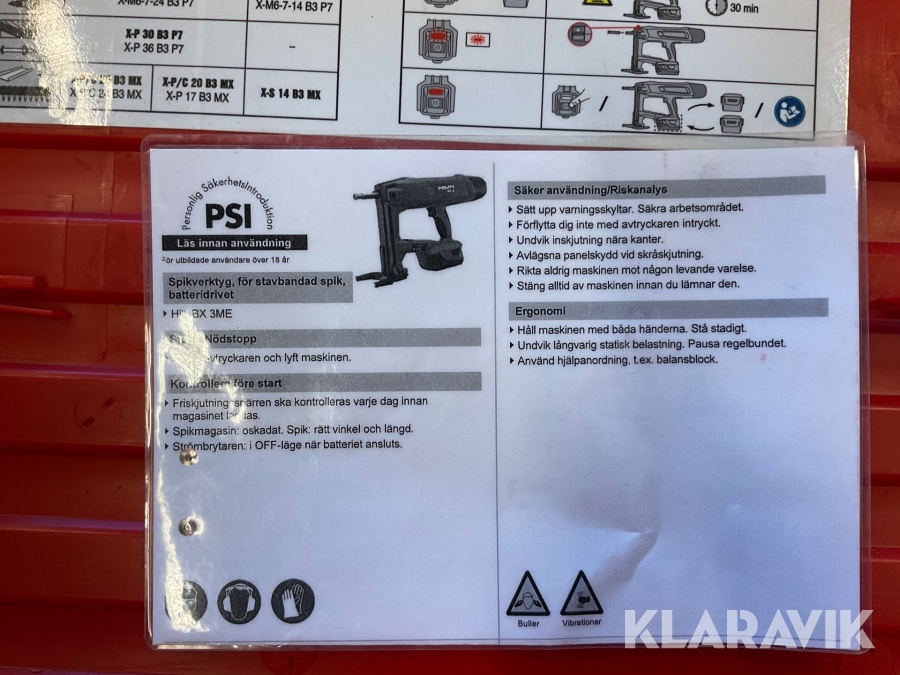 X-M6-7-24 B3 P7
X-M6-7-14 B3 P7
30 min
X-P 30 B3 P7
X-P 36 B3 P7
–
B3 MX
B3 MX
X-P/C 20 B3 MX
X-P 17 B3 MX
X-S 14 B3 MX
/
/
Personlig SäkerhetsIntroduktion
PSI
Läs innan användning
För utbildade användare över 18 år
HILTI
Spikverktyg, för stavbandad spik,
batteridrivet
BX 3ME
Nödstopp
avtryckaren och lyft maskinen.
Kontrollera före start
Friskjutning: spärren ska kontrolleras varje dag innan
magasinet
Spikmagasin: oskadat. Spik: rätt vinkel och längd.
Strömbrytaren: i OFF-läge när batteriet ansluts.
Säker användning/Riskanalys
Sätt upp varningsskyltar. Säkra arbetsområdet.
Förflytta dig inte med avtryckaren intryckt.
Undvik inskjutning nära kanter.
Avlägsna panelskydd vid skråskjutning.
Rikta aldrig maskinen mot någon levande varelse.
Stäng alltid av maskinen innan du lämnar den.
Ergonomi
Håll maskinen med båda händerna. Stå stadigt.
Undvik långvarig statisk belastning. Pausa regelbundet.
Använd hjälpanordning, t.ex. balansblock.
Buller
Vibrationer
KLARAVIK